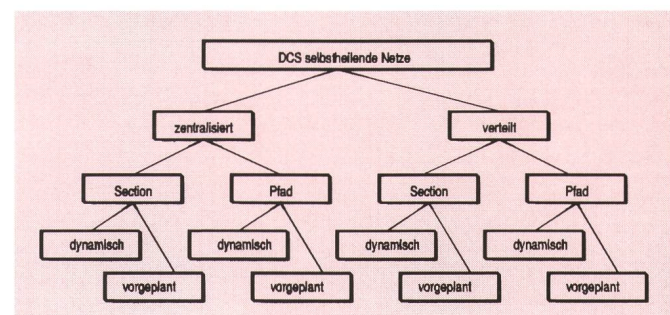 DCS selbstheilende Netze
zentralisiert verteilt
Section Pfad Section Pfad
dynamisch dynamisch dynamisch dynamisch
vorgeplant vorgeplant vorgeplant vorgeplant